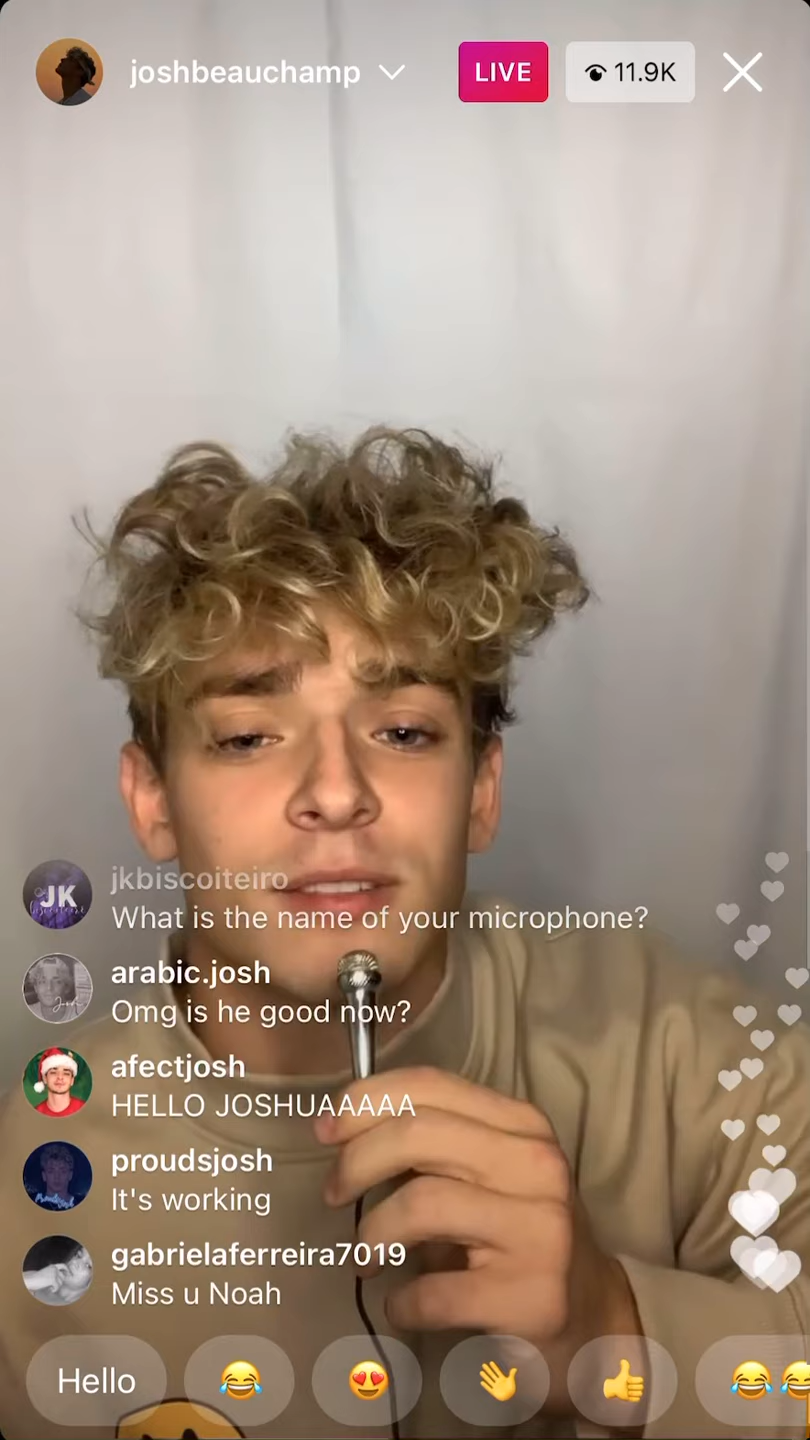 joshbeauchamp
LIVE
11.9K
JK
jkbiscoiteiro
What is the name of your microphone?
arabic.josh
Omg is he good now?
afectjosh
HELLO JOSHUAAAAA
proudsjosh
It's working
gabrielaferreira7019
Miss u Noah
Hello